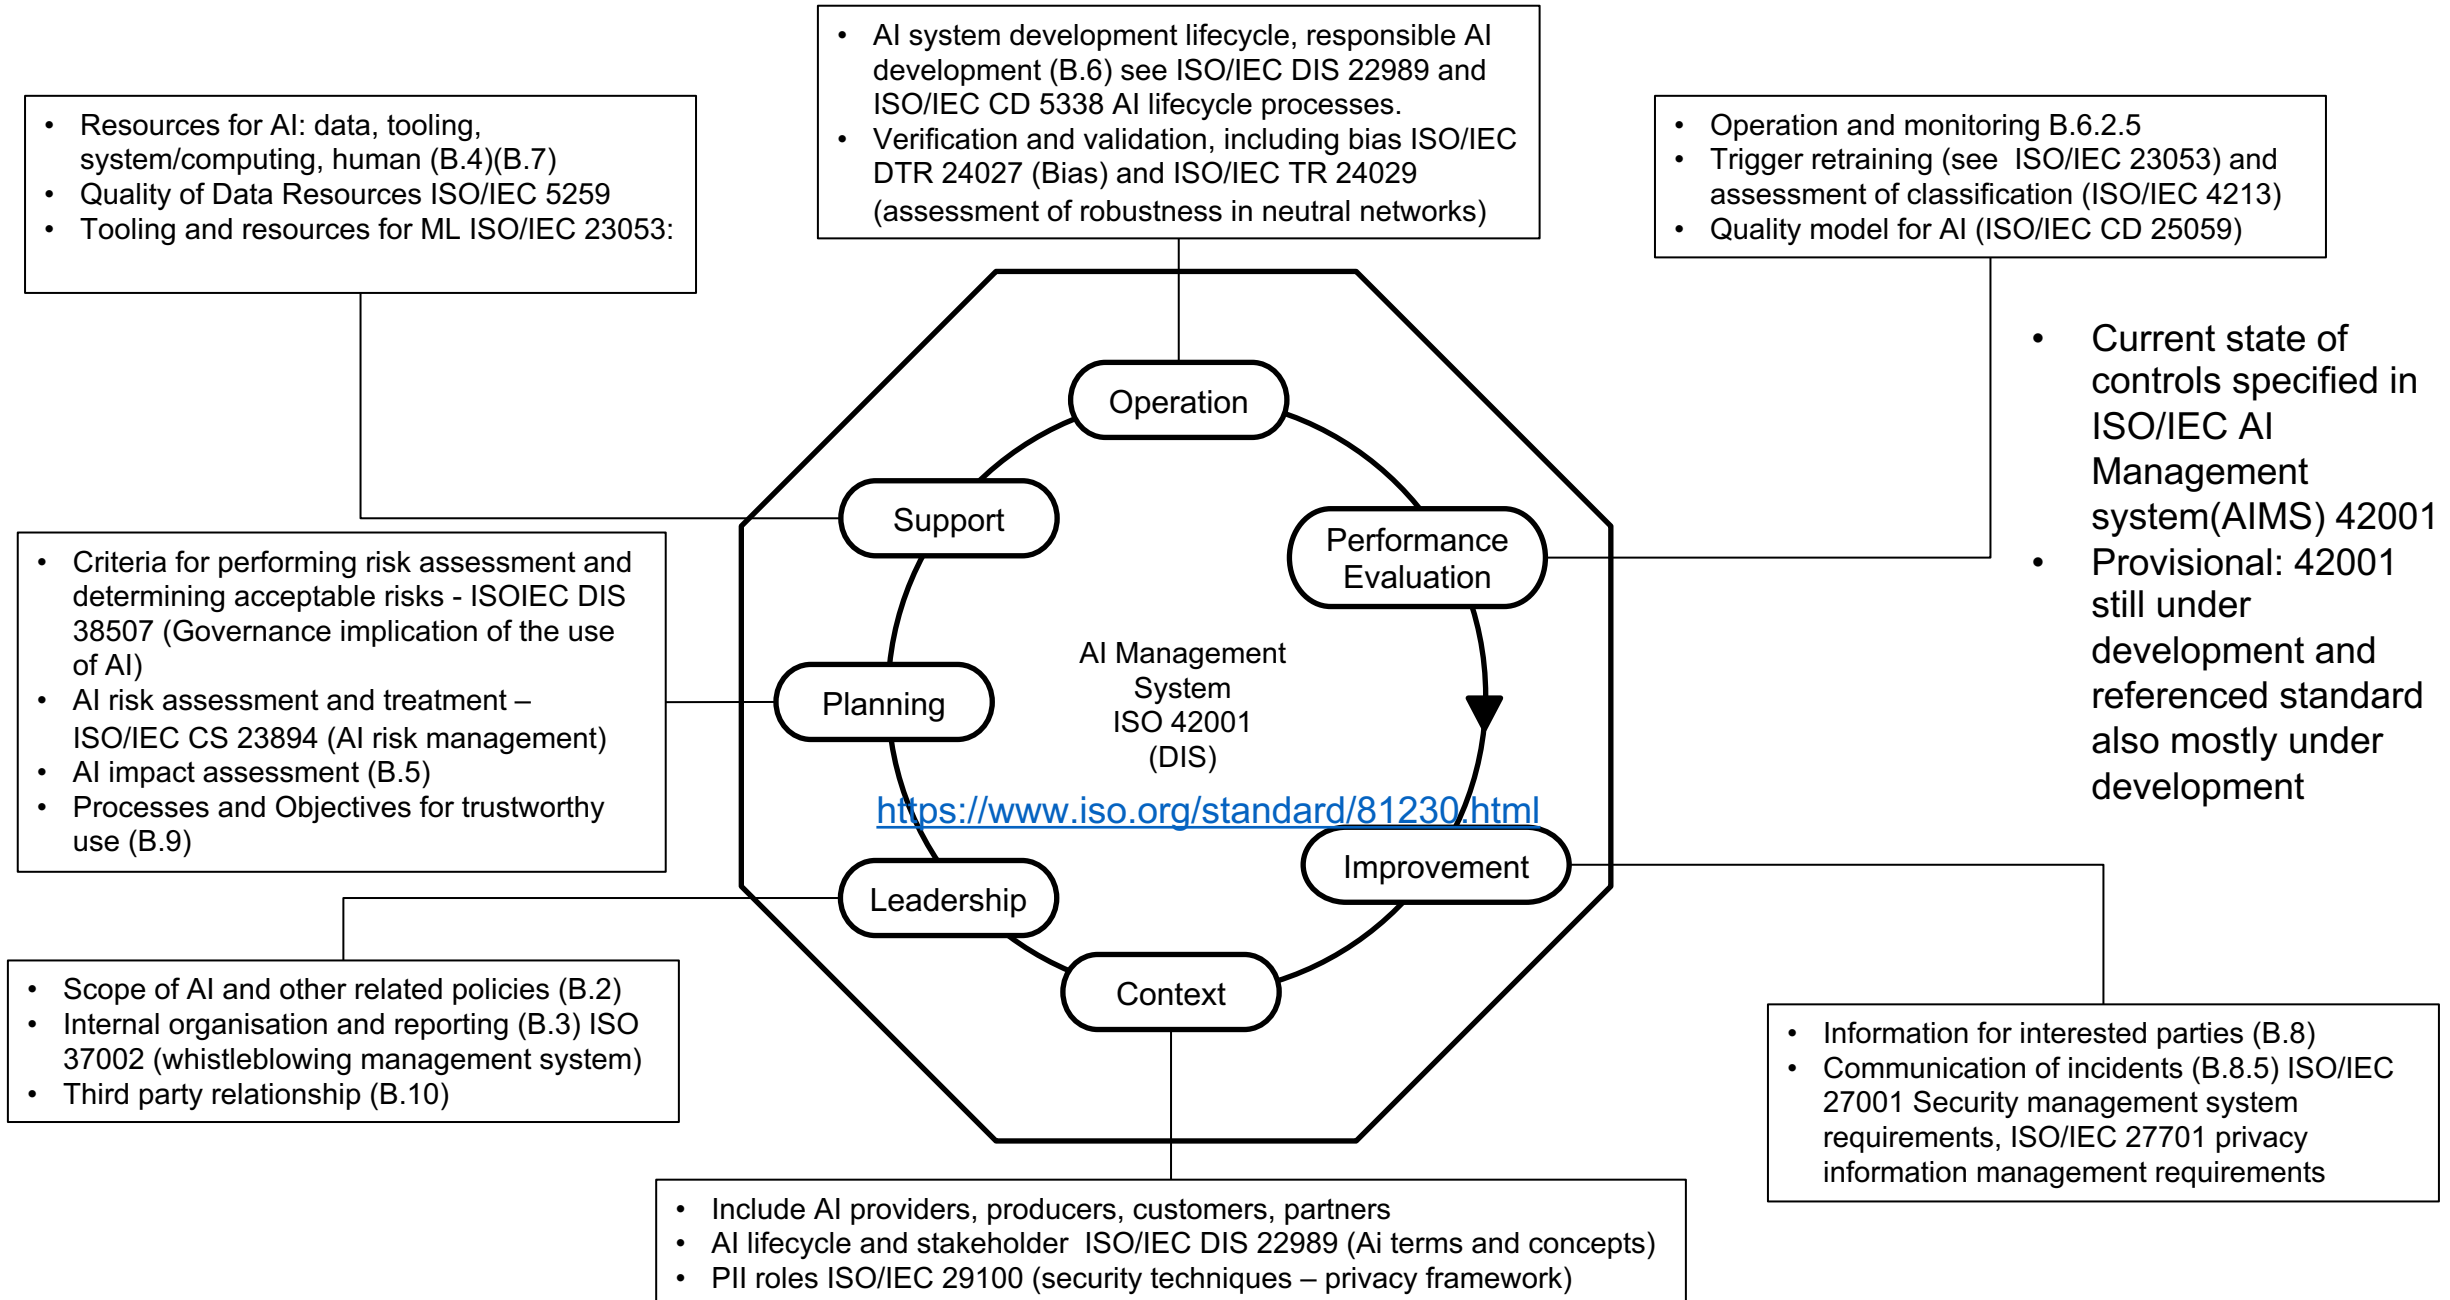 • AI system development lifecycle, responsible AI
development (B.6) see ISO/IEC DIS 22989 and
ISO/IEC CD 5338 AI lifecycle processes.
• Verification and validation, including bias ISO/IEC
DTR 24027 (Bias) and ISO/IEC TR 24029
(assessment of robustness in neutral networks)
• Resources for AI: data, tooling,
system/computing, human (B.4)(B.7)
• Quality of Data Resources ISO/IEC 5259
• Tooling and resources for ML ISO/IEC 23053:
• Operation and monitoring B.6.2.5
• Trigger retraining (see  ISO/IEC 23053) and
assessment of classification (ISO/IEC 4213)
• Quality model for AI (ISO/IEC CD 25059)
• Current state of
controls specified in
ISO/IEC AI
Management
system(AIMS) 42001
• Provisional: 42001
still under
development and
referenced standard
also mostly under
development
Operation
Support
Performance
Evaluation
• Criteria for performing risk assessment and
determining acceptable risks - ISOIEC DIS
38507 (Governance implication of the use
of AI)
• AI risk assessment and treatment –
ISO/IEC CS 23894 (AI risk management)
• AI impact assessment (B.5)
• Processes and Objectives for trustworthy
use (B.9)
Planning
AI Management
System
ISO 42001
(DIS)
https://www.iso.org/standard/81230.html
Improvement
Leadership
Context
• Scope of AI and other related policies (B.2)
• Internal organisation and reporting (B.3) ISO
37002 (whistleblowing management system)
• Third party relationship (B.10)
• Information for interested parties (B.8)
• Communication of incidents (B.8.5) ISO/IEC
27001 Security management system
requirements, ISO/IEC 27701 privacy
information management requirements
• Include AI providers, producers, customers, partners
• AI lifecycle and stakeholder  ISO/IEC DIS 22989 (Ai terms and concepts)
• PII roles ISO/IEC 29100 (security techniques – privacy framework)